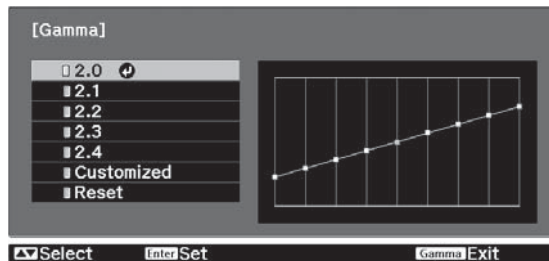 [Gamma]
2.0
2.1
2.2
2.3
2.4
Customized
Reset
Select Enter Set Gamma Exit